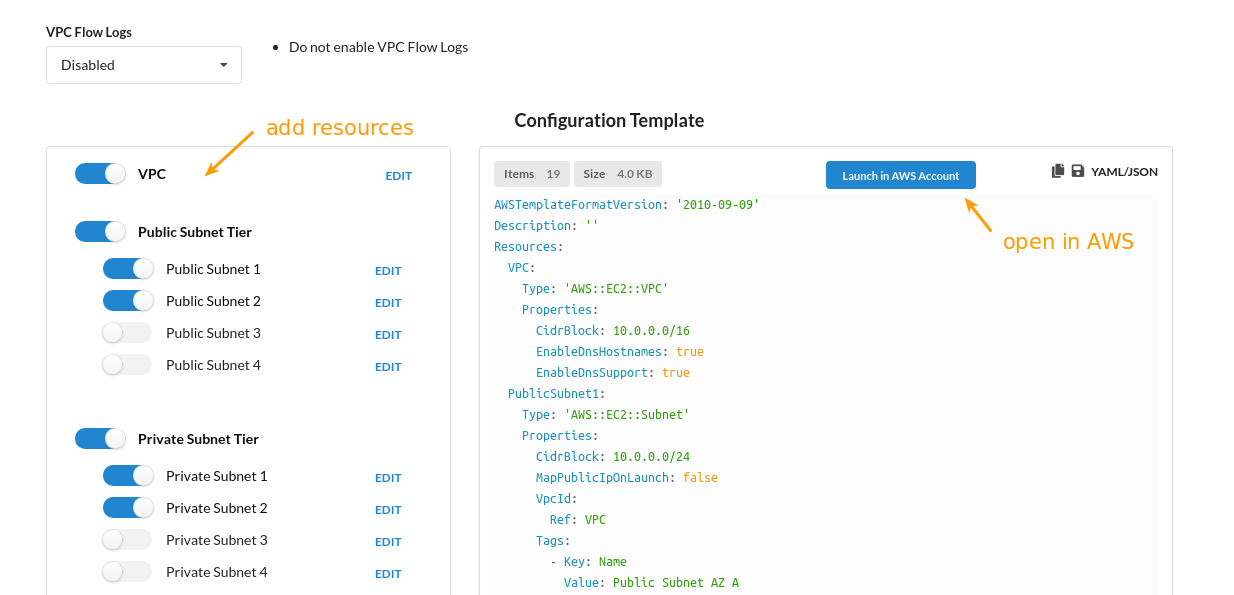 VPC Flow Logs
Disabled
Do not enable VPC Flow Logs
add resources
Configuration Template
VPC
EDIT
Public Subnet Tier
Public Subnet 1
EDIT
Public Subnet 2
EDIT
Public Subnet 3
EDIT
Public Subnet 4
EDIT
Private Subnet Tier
Private Subnet 1
EDIT
Private Subnet 2
EDIT
Private Subnet 3
EDIT
Private Subnet 4
EDIT
Items 19
Size 4.0 KB
Launch in AWS Account
YAML/JSON
open in AWS
AWSTemplateFormatVersion: '2010-09-09'
Description: ''
Resources:
  VPC:
    Type: 'AWS::EC2::VPC'
    Properties:
      CidrBlock: 10.0.0.0/16
      EnableDnsHostnames: true
      EnableDnsSupport: true
  PublicSubnet1:
    Type: 'AWS::EC2::Subnet'
    Properties:
      CidrBlock: 10.0.0.0/24
      MapPublicIpOnLaunch: false
      VpcId:
        Ref: VPC
      Tags:
        - Key: Name
          Value: Public Subnet AZ A